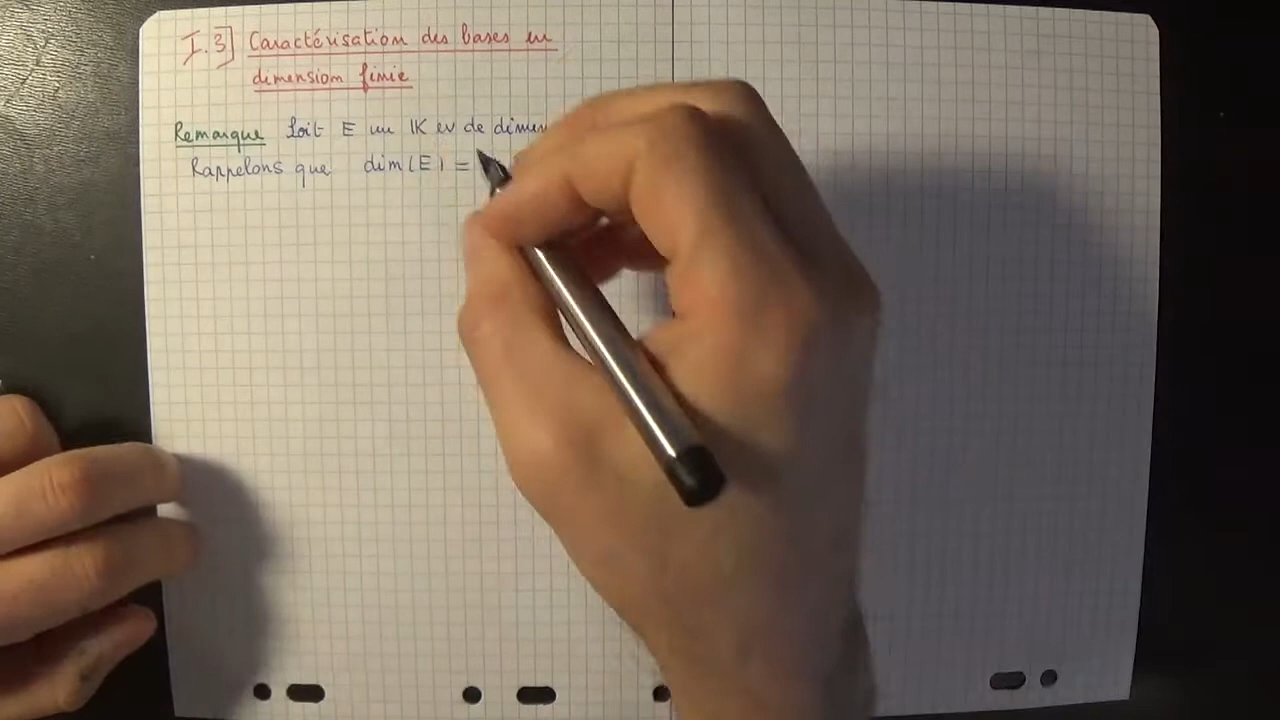 I.3] Caractérisation des bases en
dimension finie
Remarque Soit E un IK ev de dimen
Rappelons que dim(E) =